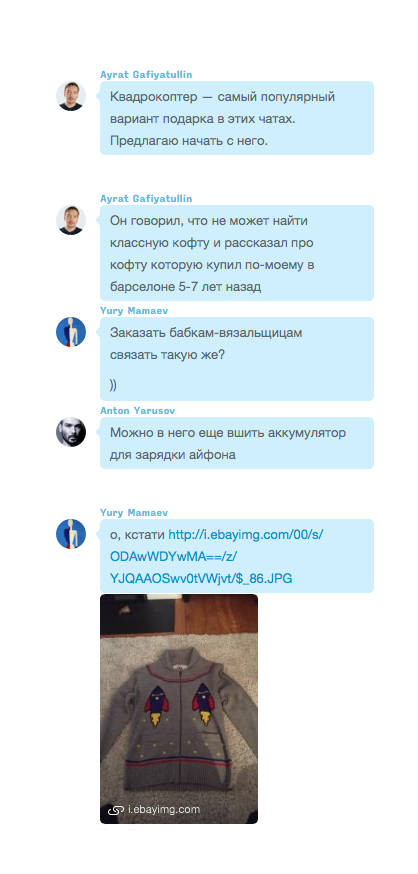 Ayrat Gafiyatullin
Квадрокоптер — самый популярный
вариант подарка в этих чатах.
Предлагаю начать с него.
Ayrat Gafiyatullin
Он говорил, что не может найти
классную кофту и рассказал про
кофту которую купил по-моему в
барселоне 5-7 лет назад
Yury Mamaev
Заказать бабкам-вязальщицам
связать такую же?
))
Anton Yarusov
Можно в него еще вшить аккумулятор
для зарядки айфона
Yury Mamaev
о, кстати http://i.ebayimg.com/00/s/
ODAwWDYwMA==/z/
YJQAAOSwv0tVWjvt/$_86.JPG
i.ebayimg.com